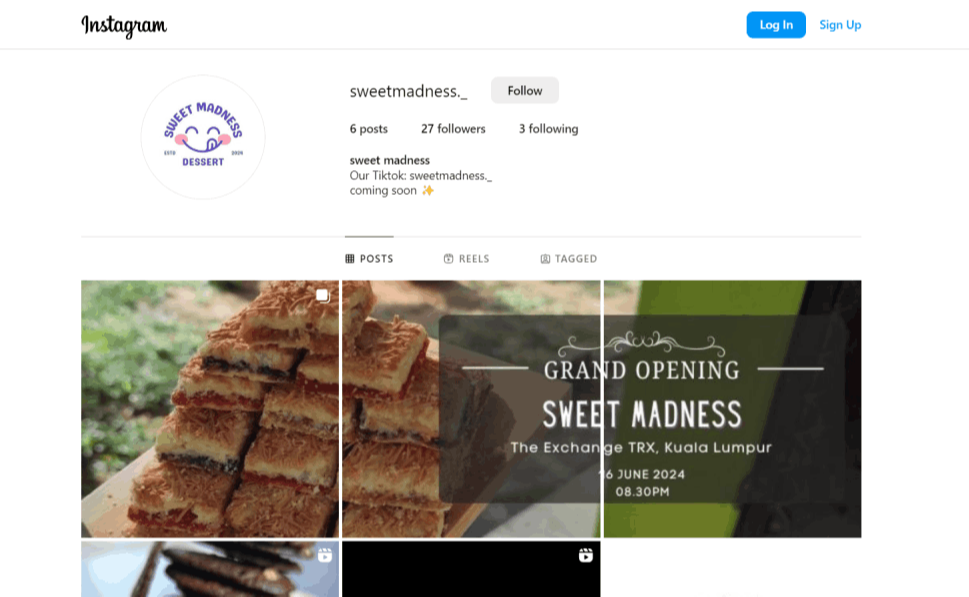 Instagram
Log In
Sign Up
SWEET MADNESS
DESSERT
sweetmadness._
Follow
6 posts 27 followers 3 following
sweet madness
Our Tiktok: sweetmadness._
coming soon ✨
POSTS REELS TAGGED
GRAND OPENING
SWEET MADNESS
The Exchange TRX, Kuala Lumpur
16 JUNE 2024
08.30PM